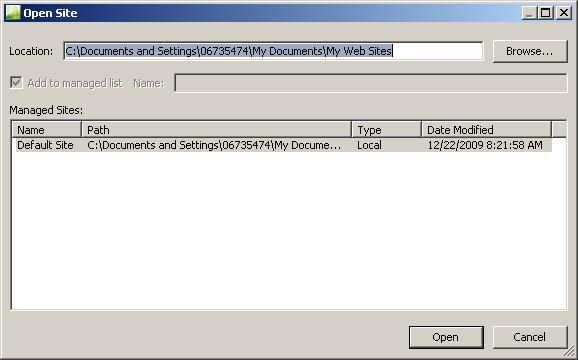 Open Site
Location: C:\Documents and Settings\06735474\My Documents\My Web Sites Browse...
Add to managed list Name:
Managed Sites:
Name Path Type Date Modified
Default Site C:\Documents and Settings\06735474\My Docume... Local 12/22/2009 8:21:58 AM
Open Cancel